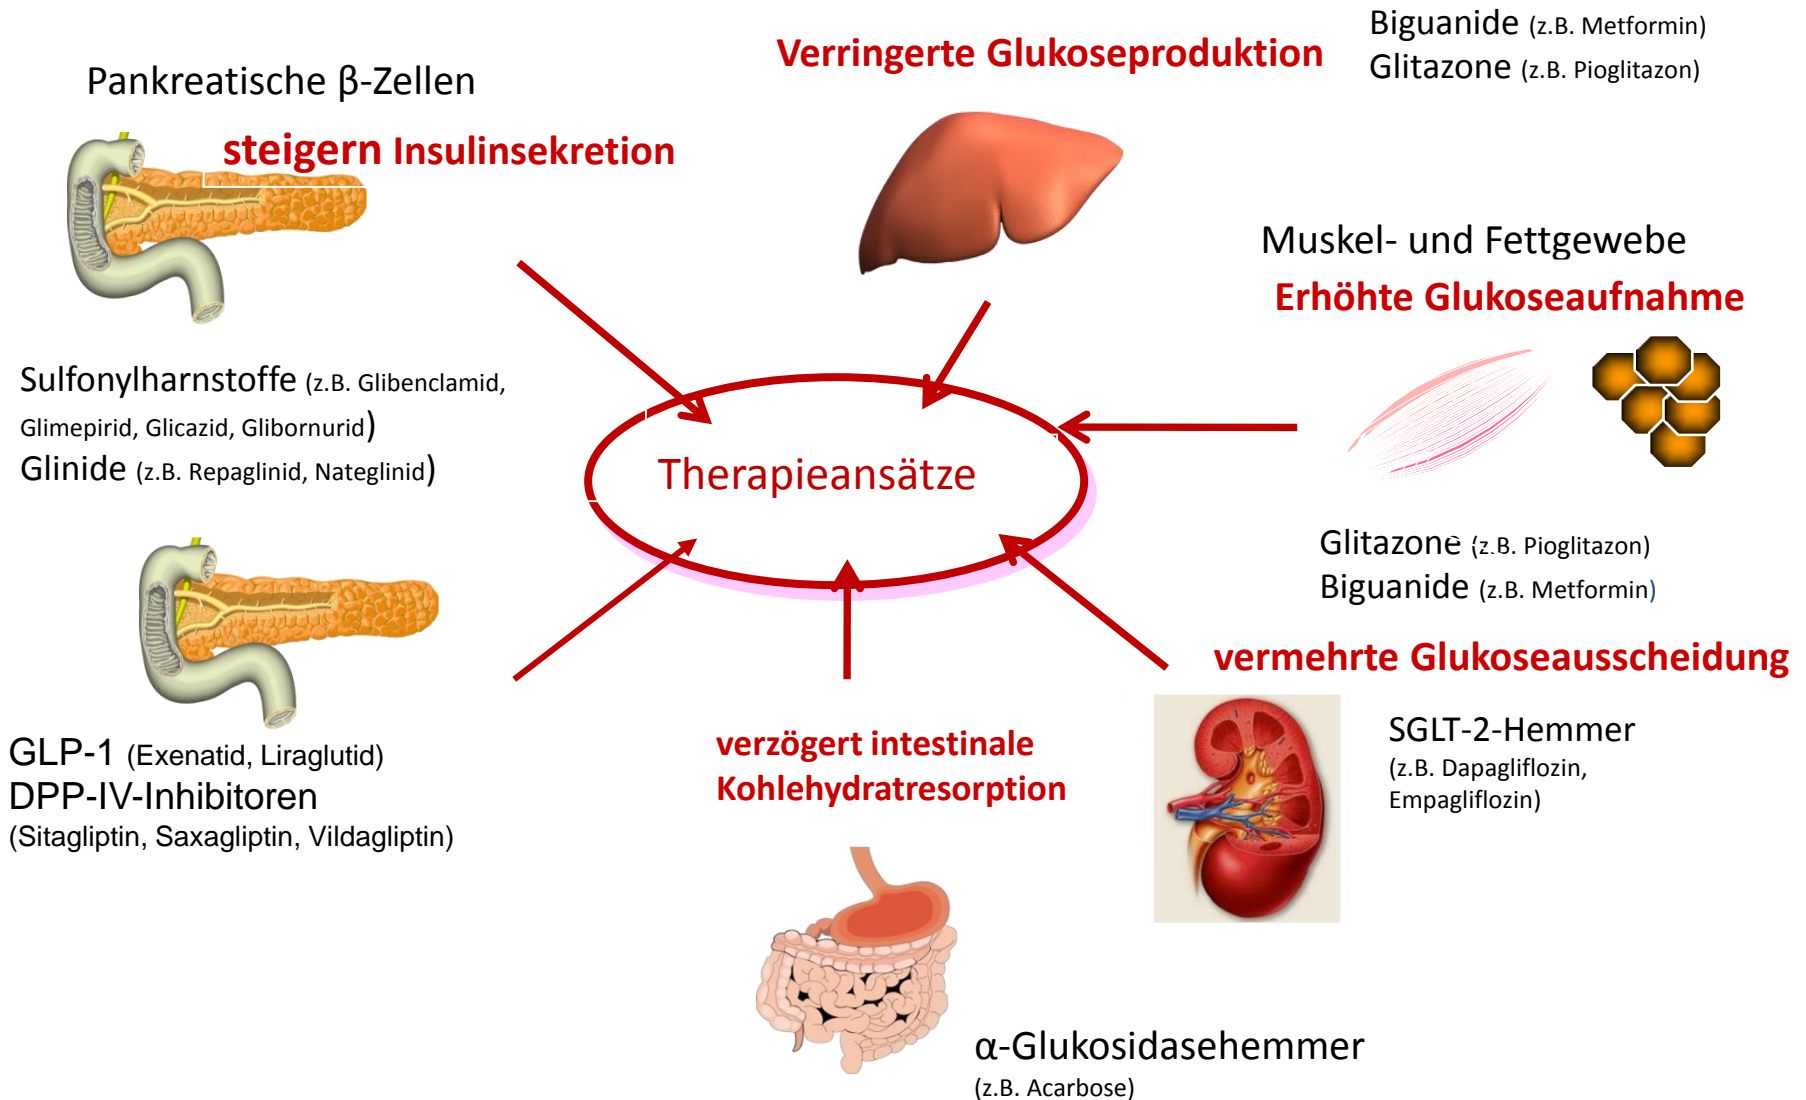 Pankreatische β-Zellen
steigern Insulinsekretion
Sulfonylharnstoffe (z.B. Glibenclamid,
Glimepirid, Glicazid, Glibornurid)
Glinide (z.B. Repaglinid, Nateglinid)
GLP-1 (Exenatid, Liraglutid)
DPP-IV-Inhibitoren
(Sitagliptin, Saxagliptin, Vildagliptin)
Verringerte Glukoseproduktion
Biguanide (z.B. Metformin)
Glitazone (z.B. Pioglitazon)
Muskel- und Fettgewebe
Erhöhte Glukoseaufnahme
Glitazone (z.B. Pioglitazon)
Biguanide (z.B. Metformin)
Therapieansätze
vermehrte Glukoseausscheidung
SGLT-2-Hemmer
(z.B. Dapagliflozin,
Empagliflozin)
verzögert intestinale
Kohlehydratresorption
α-Glukosidasehemmer
(z.B. Acarbose)